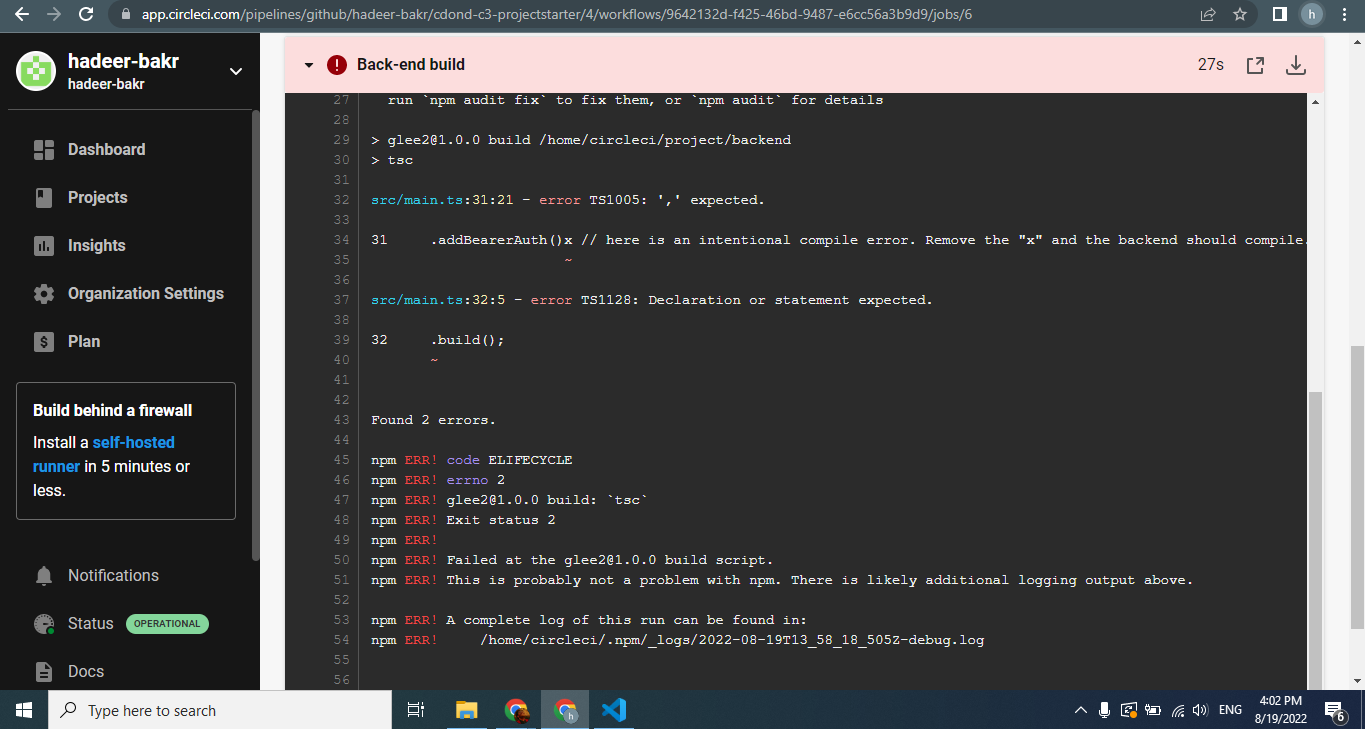 app.circleci.com/pipelines/github/hadeer-bakr/cdond-c3-projectstarter/4/workflows/9642132d-f425-46bd-9487-e6cc56a3b9d9/jobs/6
h
hadeer-bakr
hadeer-bakr
Dashboard
Projects
Insights
Organization Settings
Plan
Build behind a firewall
Install a self-hosted
runner in 5 minutes or
less.
Notifications
Status OPERATIONAL
Docs
Back-end build 27s
27 run `npm audit fix` to fix them, or `npm audit` for details
28
29 > glee2@1.0.0 build /home/circleci/project/backend
30 > tsc
31
32 src/main.ts:31:21 - error TS1005: ',' expected.
33
34 31 .addBearerAuth()x // here is an intentional compile error. Remove the "x" and the backend should compile.
35 ~
36
37 src/main.ts:32:5 - error TS1128: Declaration or statement expected.
38
39 32 .build();
40 ~
41
42
43 Found 2 errors.
44
45 npm ERR! code ELIFECYCLE
46 npm ERR! errno 2
47 npm ERR! glee2@1.0.0 build: `tsc`
48 npm ERR! Exit status 2
49 npm ERR!
50 npm ERR! Failed at the glee2@1.0.0 build script.
51 npm ERR! This is probably not a problem with npm. There is likely additional logging output above.
52
53 npm ERR! A complete log of this run can be found in:
54 npm ERR! /home/circleci/.npm/_logs/2022-08-19T13_58_18_505Z-debug.log
55
56
Type here to search
h
ENG
4:02 PM
8/19/2022
6